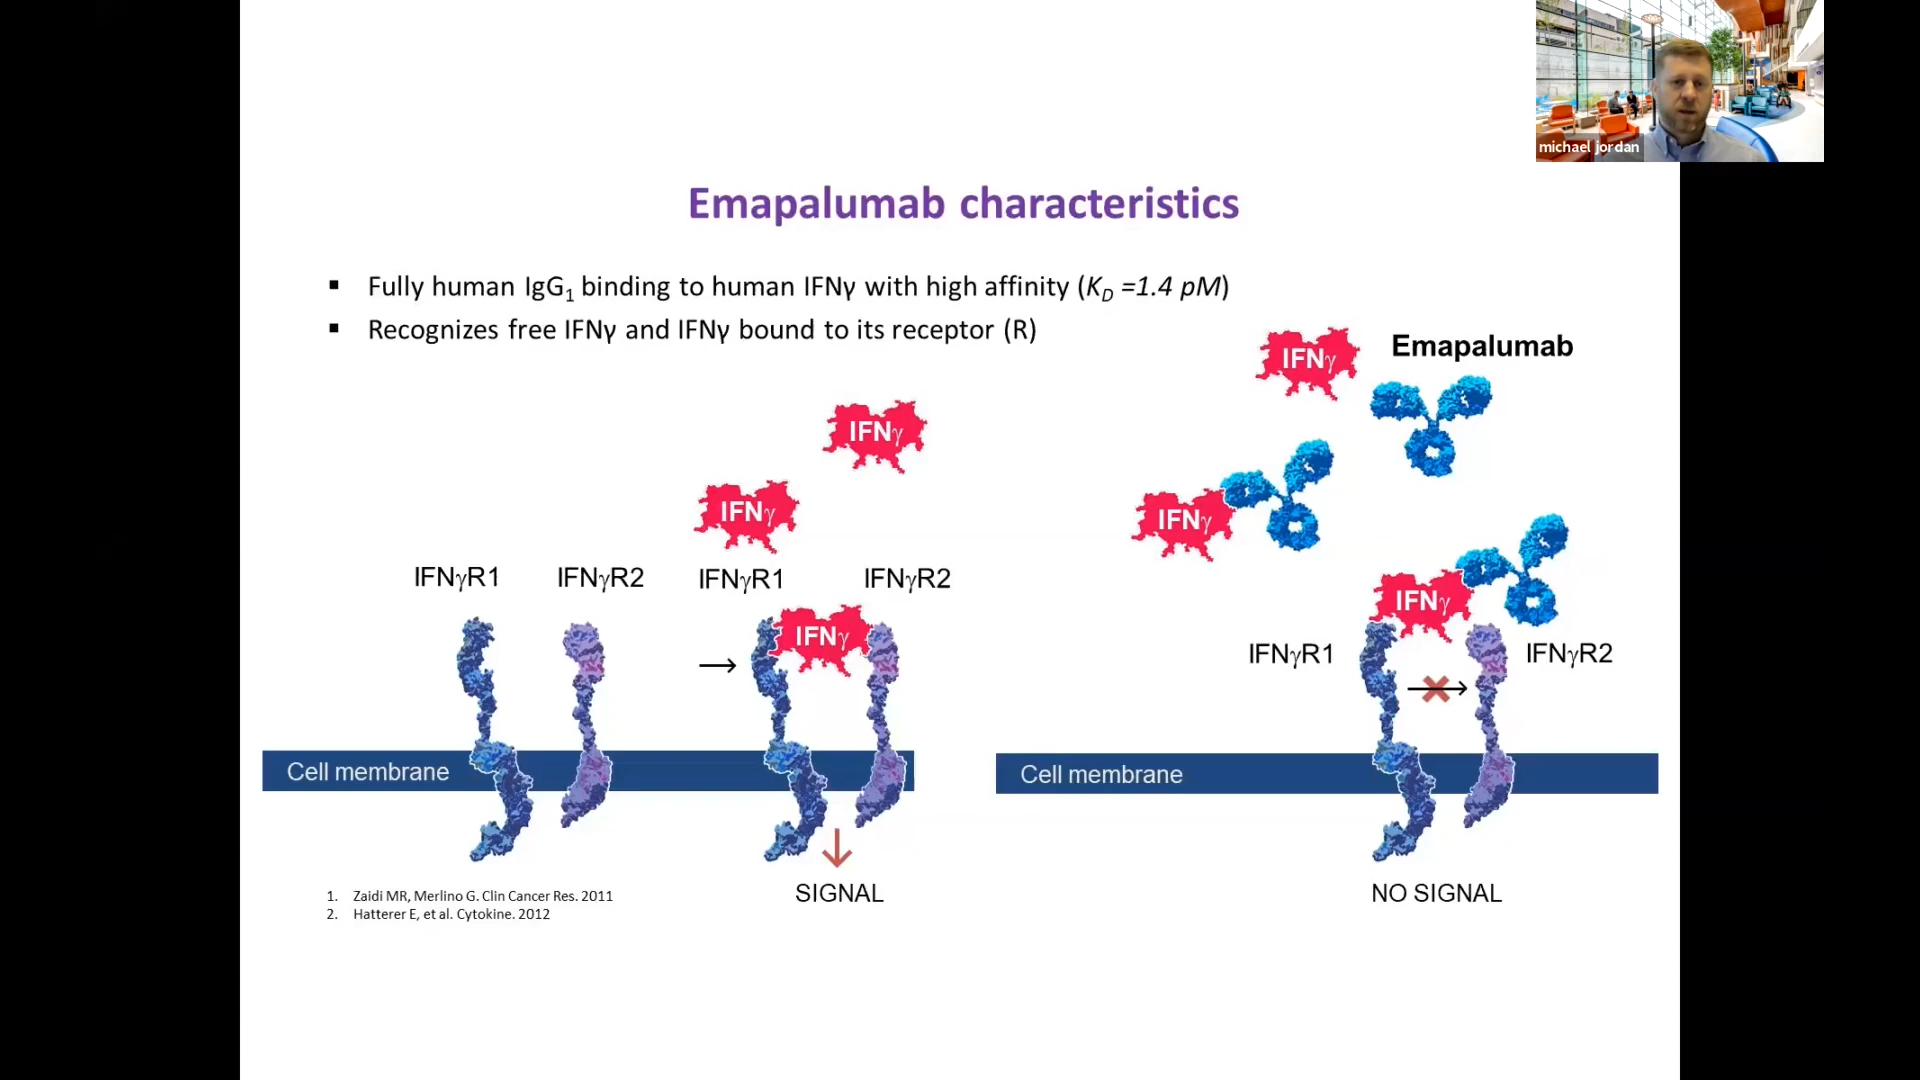 michael jordan
Emapalumab characteristics
▪ Fully human IgG1 binding to human IFNγ with high affinity (KD =1.4 pM)
▪ Recognizes free IFNγ and IFNγ bound to its receptor (R)
IFNγ
Emapalumab
IFNγ
IFNγ
IFNγ
IFNγR1
IFNγR2
IFNγR1
IFNγR2
IFNγ
IFNγ
IFNγR1
IFNγR2
Cell membrane
Cell membrane
SIGNAL
NO SIGNAL
1. Zaidi MR, Merlino G. Clin Cancer Res. 2011
2. Hatterer E, et al. Cytokine. 2012